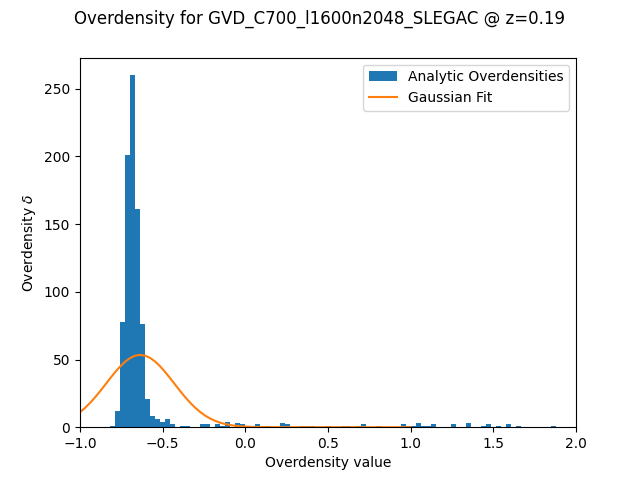 Overdensity for GVD_C700_l1600n2048_SLEGAC @ z=0.19
Overdensity δ
250
200
150
100
50
0
Analytic Overdensities
Gaussian Fit
−1.0 −0.5 0.0 0.5 1.0 1.5 2.0
Overdensity value